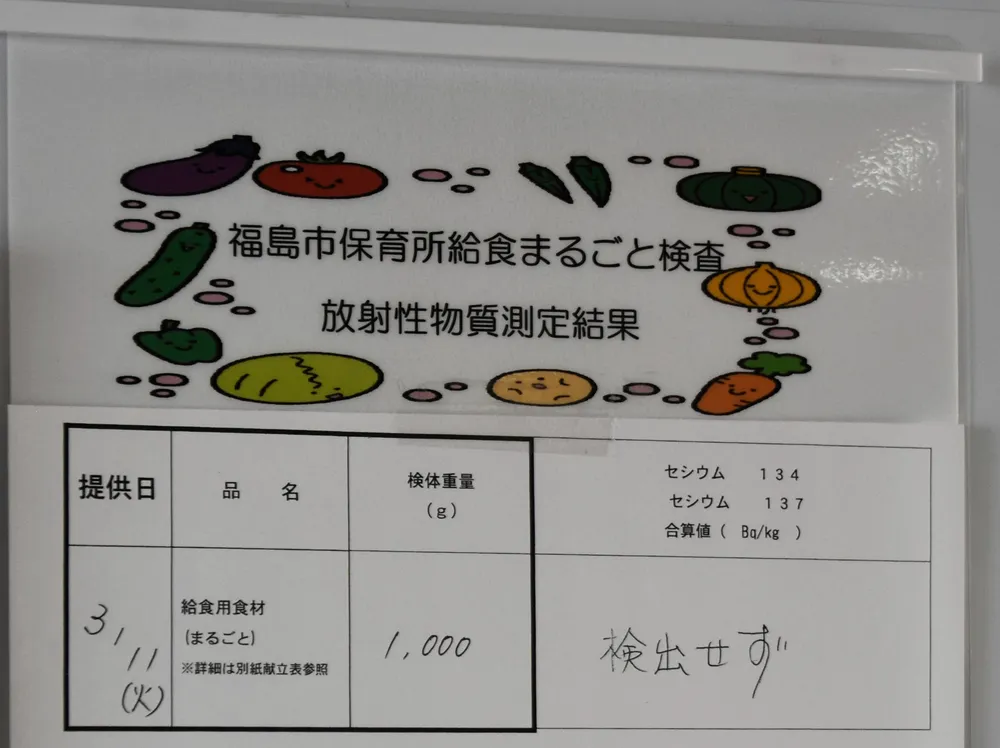 福島市保育所給食まるごと検査
放射性物質測定結果
提供日
品 名
検体重量
(g)
セシウム 134
セシウム 137
合算値( Bq/kg )
3/11
(火)
給食用食材
(まるごと)
※詳細は別紙献立表参照
1,000
検出せず